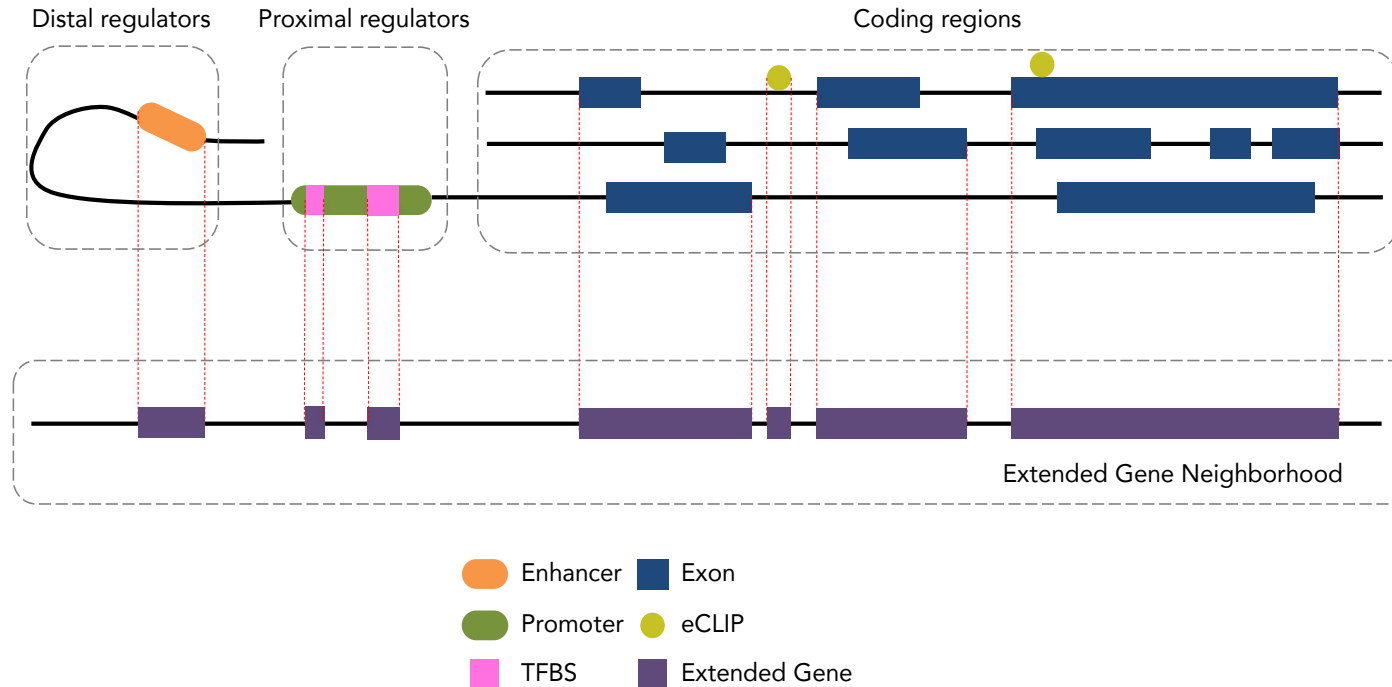 Distal regulators
Proximal regulators
Coding regions
Extended Gene Neighborhood
Enhancer
Exon
Promoter
eCLIP
TFBS
Extended Gene